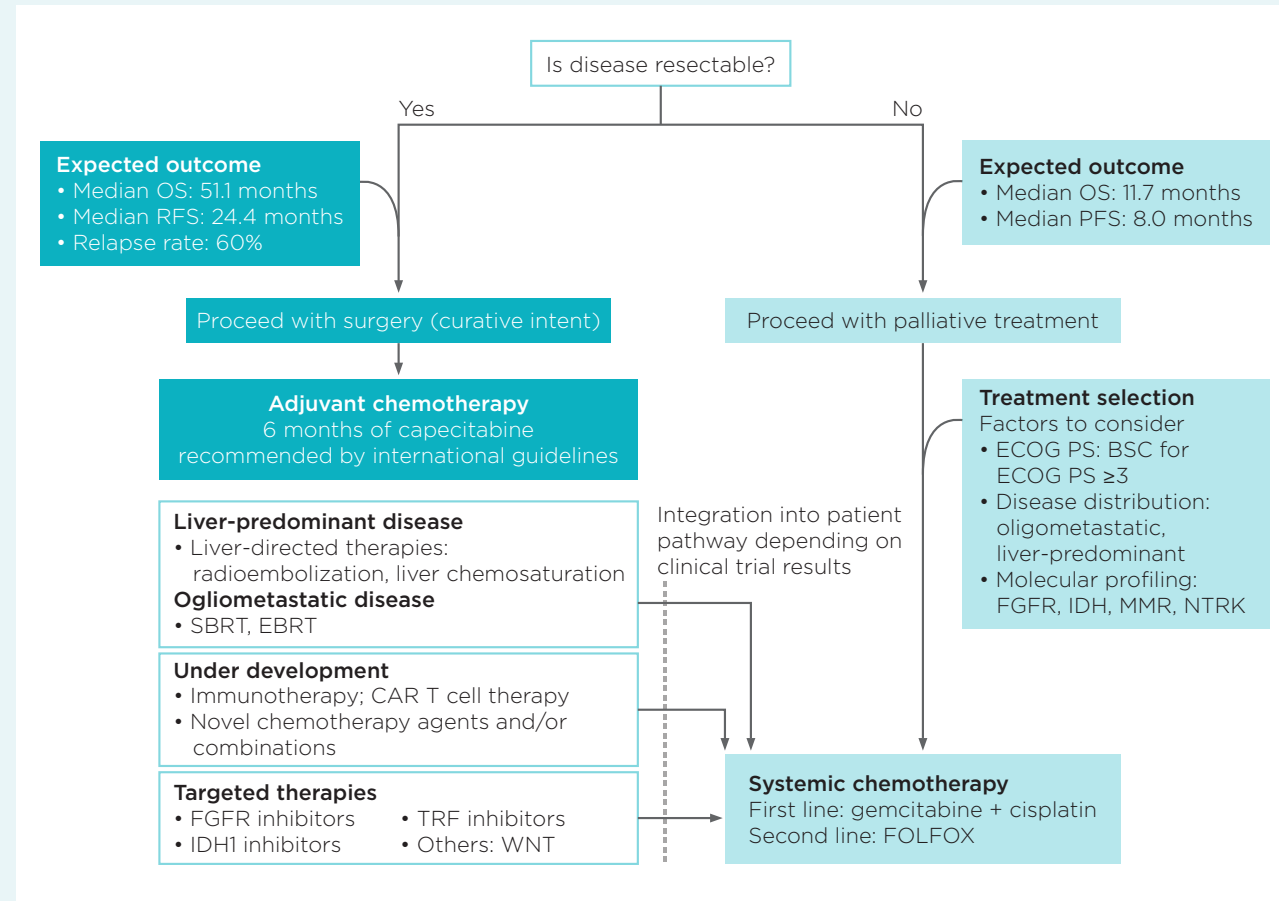 Is disease resectable?
Yes
No
Expected outcome
• Median OS: 51.1 months
• Median RFS: 24.4 months
• Relapse rate: 60%
Expected outcome
• Median OS: 11.7 months
• Median PFS: 8.0 months
Proceed with surgery (curative intent)
Proceed with palliative treatment
Adjuvant chemotherapy
6 months of capecitabine
recommended by international guidelines
Treatment selection
Factors to consider
• ECOG PS: BSC for
ECOG PS ≥3
• Disease distribution:
oligometastatic,
liver-predominant
• Molecular profiling:
FGFR, IDH, MMR, NTRK
Liver-predominant disease
• Liver-directed therapies:
radioembolization, liver chemosaturation
Ogliometastatic disease
• SBRT, EBRT
Integration into patient
pathway depending on
clinical trial results
Under development
• Immunotherapy; CAR T cell therapy
• Novel chemotherapy agents and/or
combinations
Targeted therapies
• FGFR inhibitors
• IDH1 inhibitors
• TRF inhibitors
• Others: WNT
Systemic chemotherapy
First line: gemcitabine + cisplatin
Second line: FOLFOX